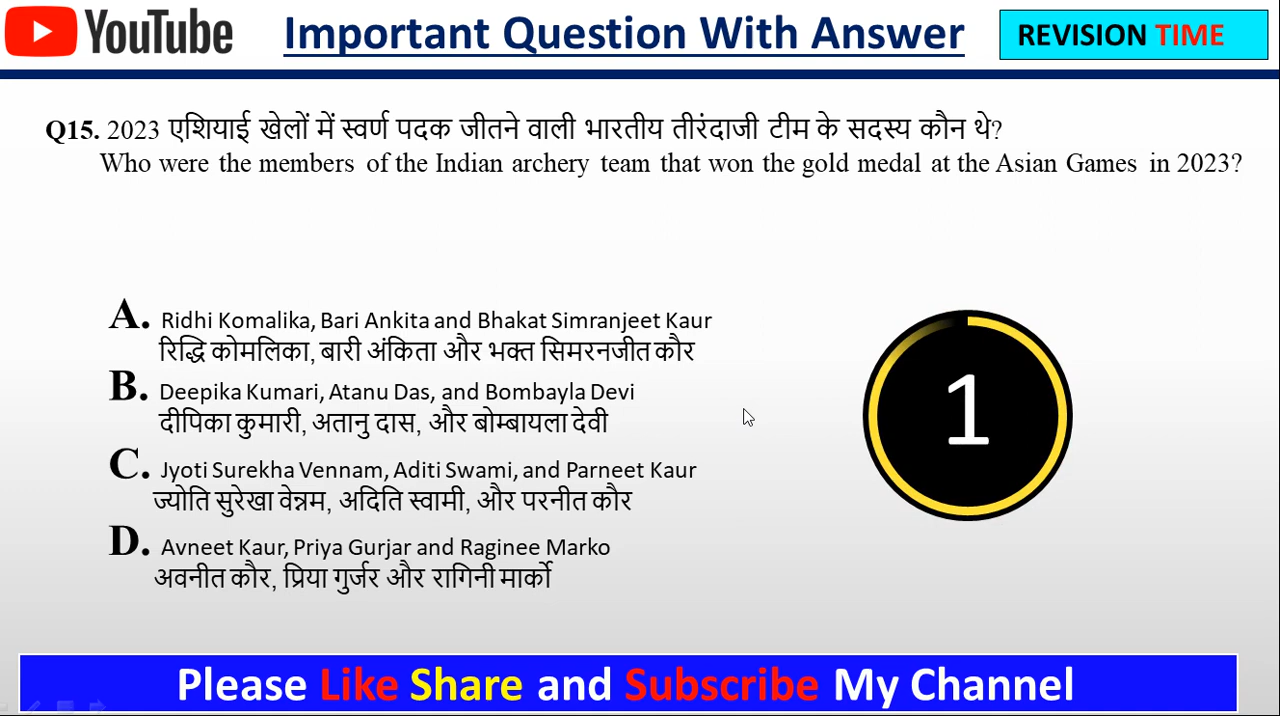 YouTube Important Question With Answer REVISION TIME
Q15. 2023 एशियाई खेलों में स्वर्ण पदक जीतने वाली भारतीय तीरंदाजी टीम के सदस्य कौन थे?
Who were the members of the Indian archery team that won the gold medal at the Asian Games in 2023?
A. Ridhi Komalika, Bari Ankita and Bhakat Simranjeet Kaur
रिद्धि कोमलिका, बारी अंकिता और भक्त सिमरनजीत कौर
B. Deepika Kumari, Atanu Das, and Bombayla Devi
दीपिका कुमारी, अतानु दास, और बोम्बायला देवी
C. Jyoti Surekha Vennam, Aditi Swami, and Parneet Kaur
ज्योति सुरेखा वेन्नम, अदिति स्वामी, और परनीत कौर
D. Avneet Kaur, Priya Gurjar and Raginee Marko
अवनीत कौर, प्रिया गुर्जर और रागिनी मार्को
1
Please Like Share and Subscribe My Channel